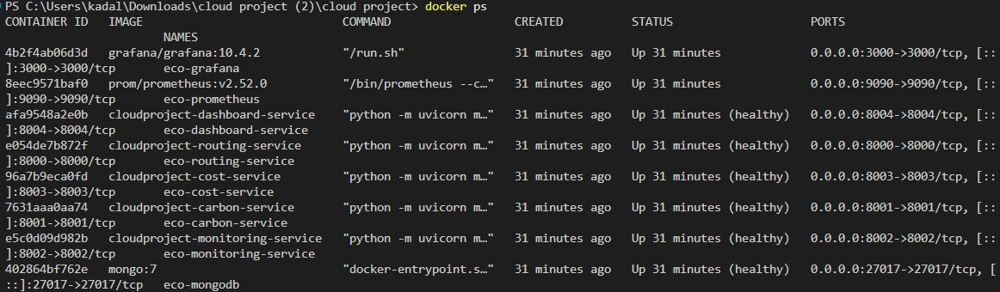 PS C:\Users\kadal\Downloads\cloud project (2)\cloud project> docker ps
CONTAINER ID   IMAGE                              COMMAND                  CREATED          STATUS                    PORTS
                       NAMES
4b2f4ab06d3d   grafana/grafana:10.4.2             "/run.sh"                31 minutes ago   Up 31 minutes             0.0.0.0:3000->3000/tcp, [::
]:3000->3000/tcp       eco-grafana
8eec9571baf0   prom/prometheus:v2.52.0            "/bin/prometheus --c…"   31 minutes ago   Up 31 minutes             0.0.0.0:9090->9090/tcp, [::
]:9090->9090/tcp       eco-prometheus
afa9548a2e0b   cloudproject-dashboard-service     "python -m uvicorn m…"   31 minutes ago   Up 31 minutes (healthy)   0.0.0.0:8004->8004/tcp, [::
]:8004->8004/tcp       eco-dashboard-service
e054de7b872f   cloudproject-routing-service       "python -m uvicorn m…"   31 minutes ago   Up 31 minutes (healthy)   0.0.0.0:8000->8000/tcp, [::
]:8000->8000/tcp       eco-routing-service
96a7b9eca0fd   cloudproject-cost-service          "python -m uvicorn m…"   31 minutes ago   Up 31 minutes (healthy)   0.0.0.0:8003->8003/tcp, [::
]:8003->8003/tcp       eco-cost-service
7631aaa0aa74   cloudproject-carbon-service        "python -m uvicorn m…"   31 minutes ago   Up 31 minutes (healthy)   0.0.0.0:8001->8001/tcp, [::
]:8001->8001/tcp       eco-carbon-service
e5c0d09d982b   cloudproject-monitoring-service    "python -m uvicorn m…"   31 minutes ago   Up 31 minutes (healthy)   0.0.0.0:8002->8002/tcp, [::
]:8002->8002/tcp       eco-monitoring-service
402864bf762e   mongo:7                            "docker-entrypoint.s…"   31 minutes ago   Up 31 minutes (healthy)   0.0.0.0:27017->27017/tcp, [
::]:27017->27017/tcp   eco-mongodb